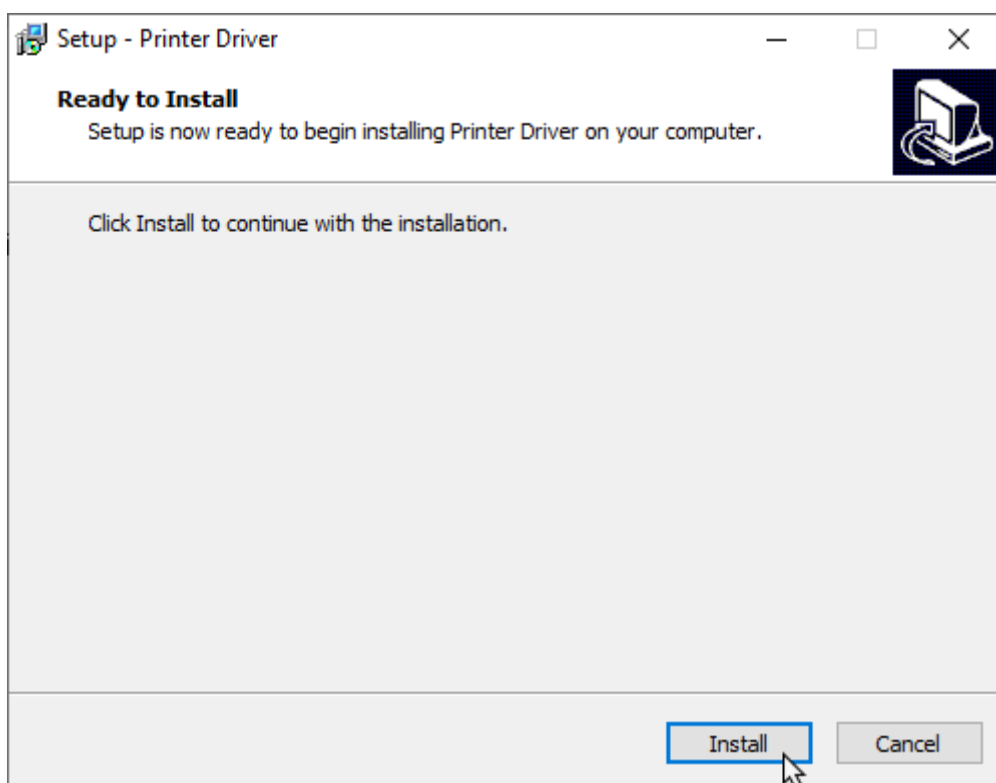 Setup - Printer Driver
Ready to Install
Setup is now ready to begin installing Printer Driver on your computer.
Click Install to continue with the installation.
Install
Cancel